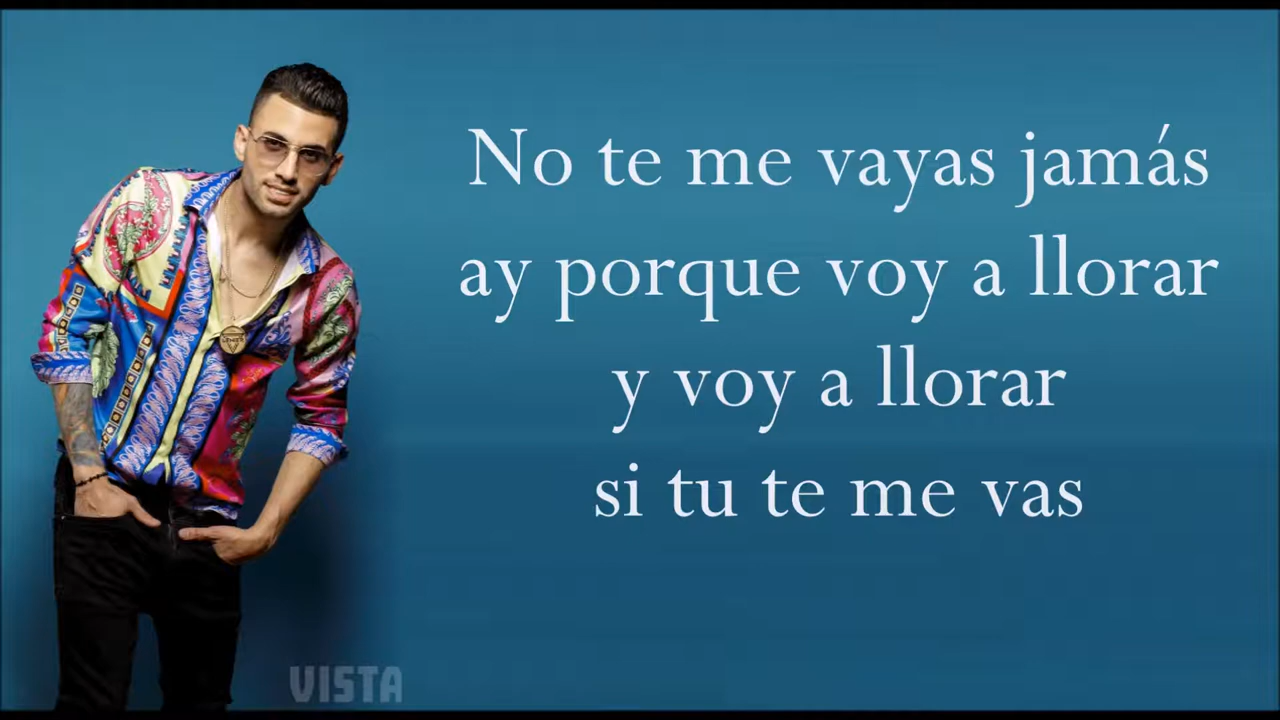 No te me vayas jamás
ay porque voy a llorar
y voy a llorar
si tu te me vas
VISTA